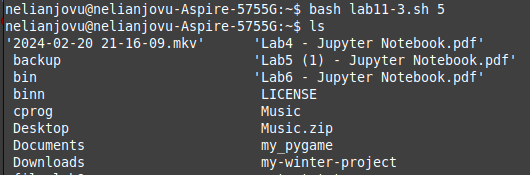 nelianjovu@nelianjovu-Aspire-5755G:~$ bash lab11-3.sh 5
nelianjovu@nelianjovu-Aspire-5755G:~$ ls
'2024-02-20 21-16-09.mkv' 'Lab4 - Jupyter Notebook.pdf'
backup 'Lab5 (1) - Jupyter Notebook.pdf'
bin 'Lab6 - Jupyter Notebook.pdf'
binn LICENSE
cprog Music
Desktop Music.zip
Documents my_pygame
Downloads my-winter-project